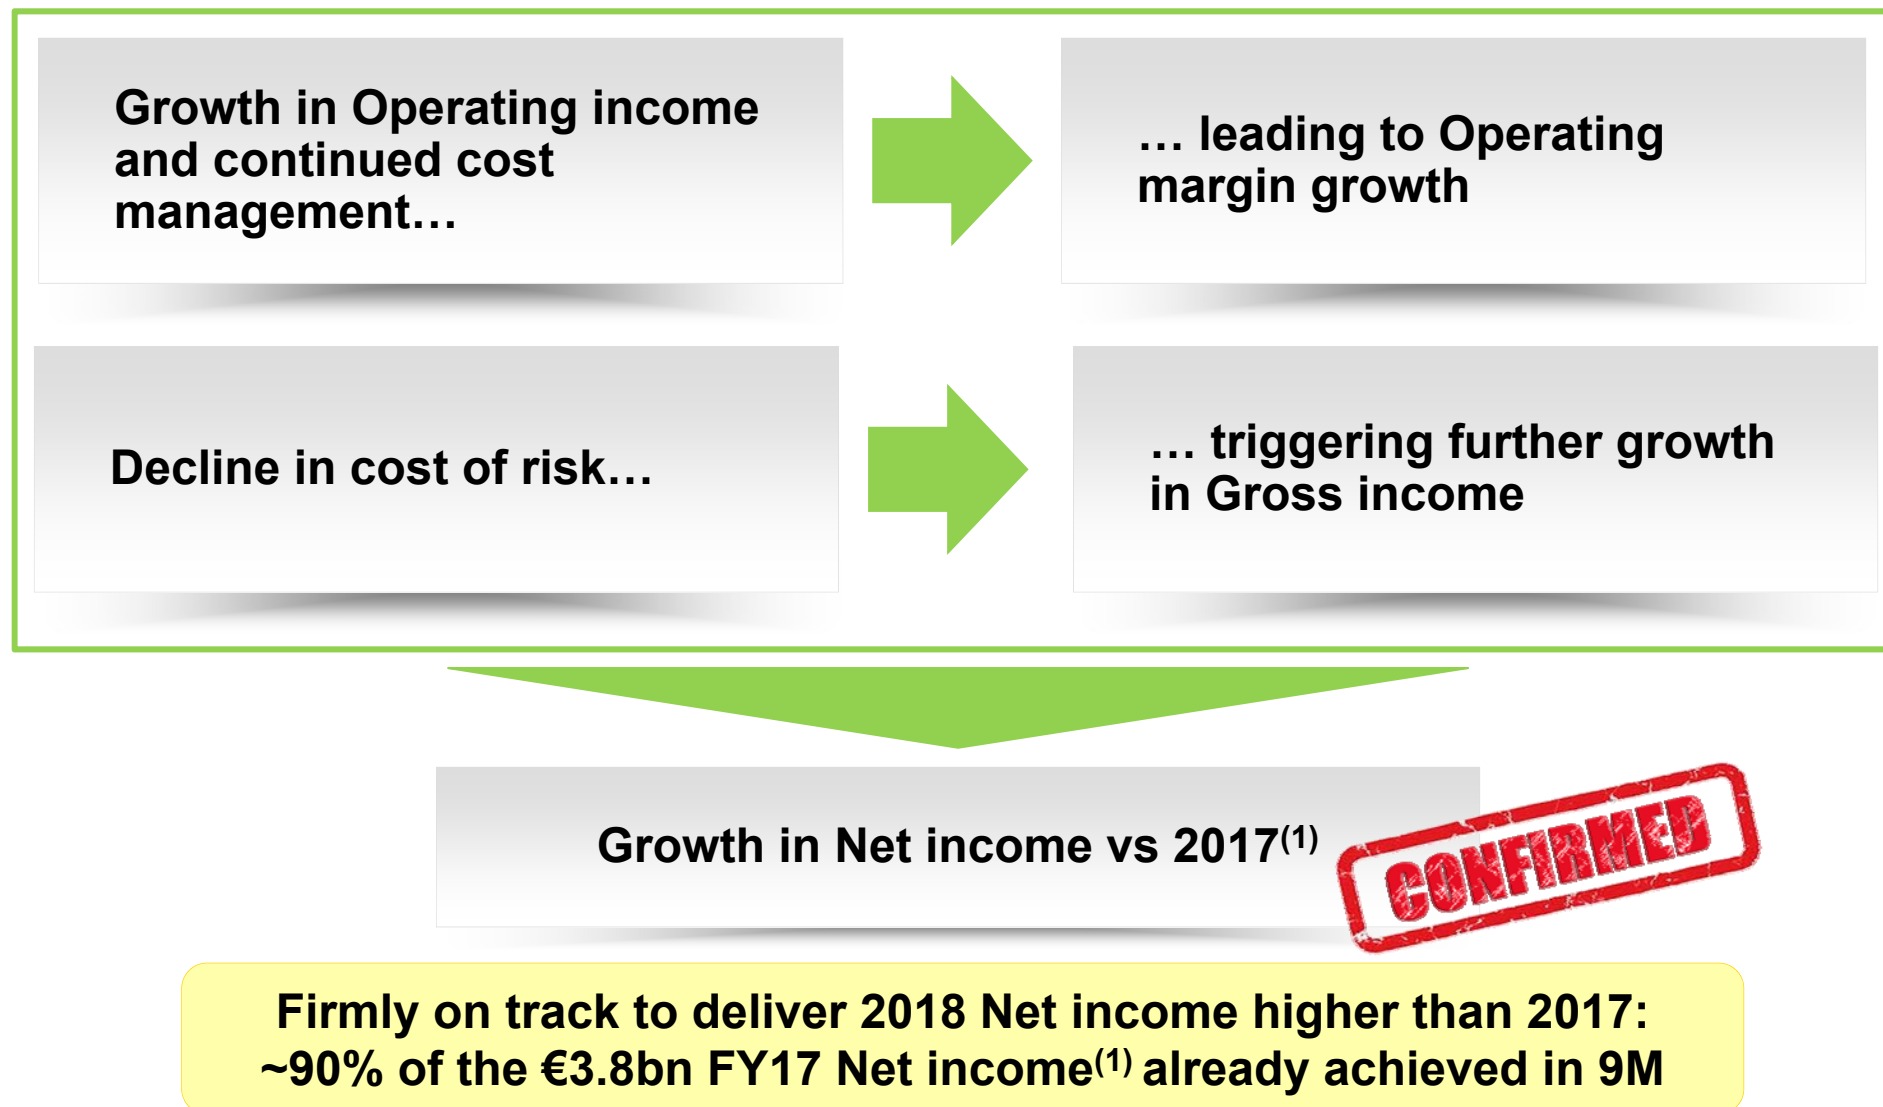 Growth in Operating income
and continued cost
management…
… leading to Operating
margin growth
Decline in cost of risk…
… triggering further growth
in Gross income
Growth in Net income vs 2017(1)
CONFIRMED
Firmly on track to deliver 2018 Net income higher than 2017:
~90% of the €3.8bn FY17 Net income(1) already achieved in 9M